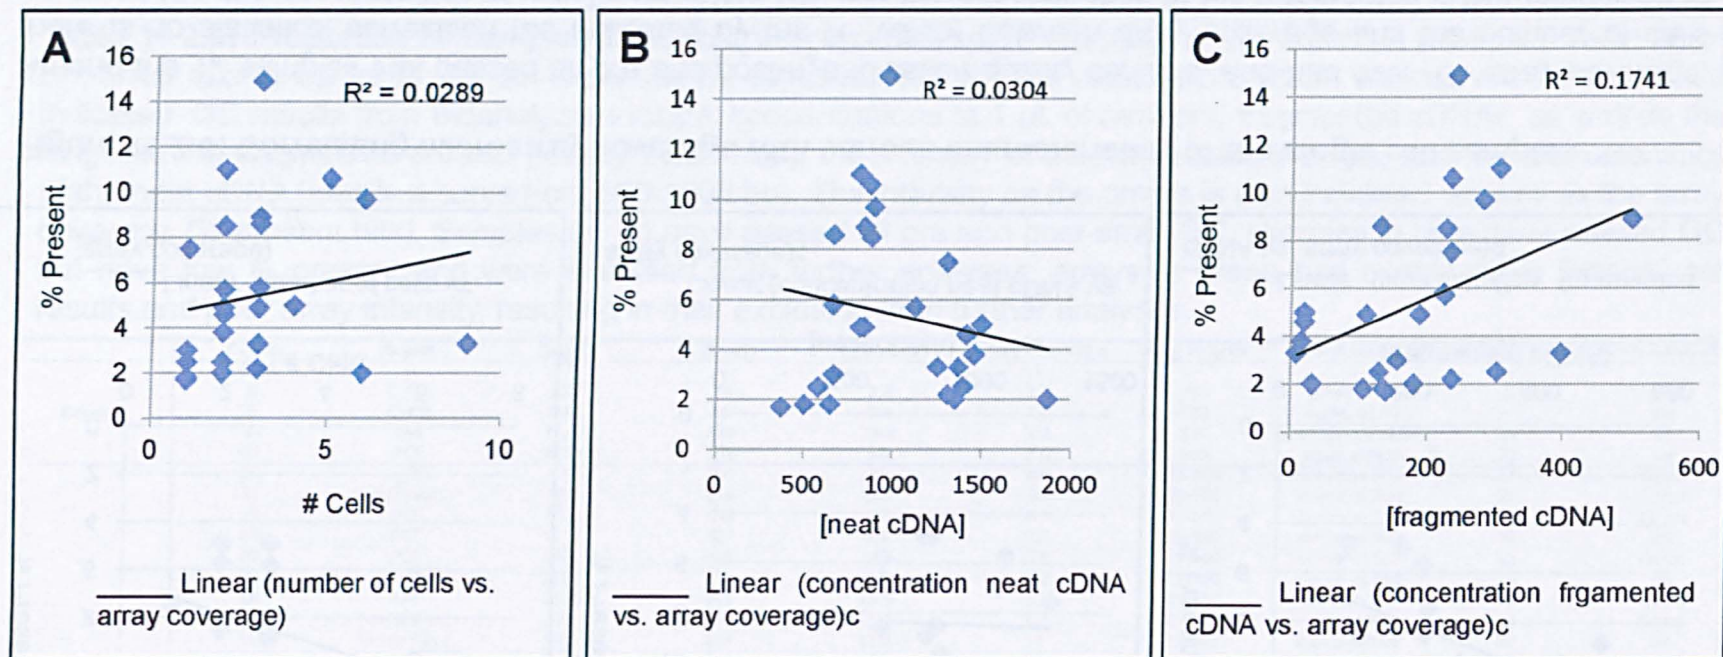 A
16
14
12
10
8
6
4
2
0
% Present
R² = 0.0289
0 5 10
# Cells
Linear (number of cells vs.
array coverage)
B
16
14
12
10
8
6
4
2
0
% Present
R² = 0.0304
0 500 1000 1500 2000
[neat cDNA]
Linear (concentration neat cDNA
vs. array coverage)c
C
16
14
12
10
8
6
4
2
0
% Present
R² = 0.1741
0 200 400 600
[fragmented cDNA]
Linear (concentration frgamented
cDNA vs. array coverage)c